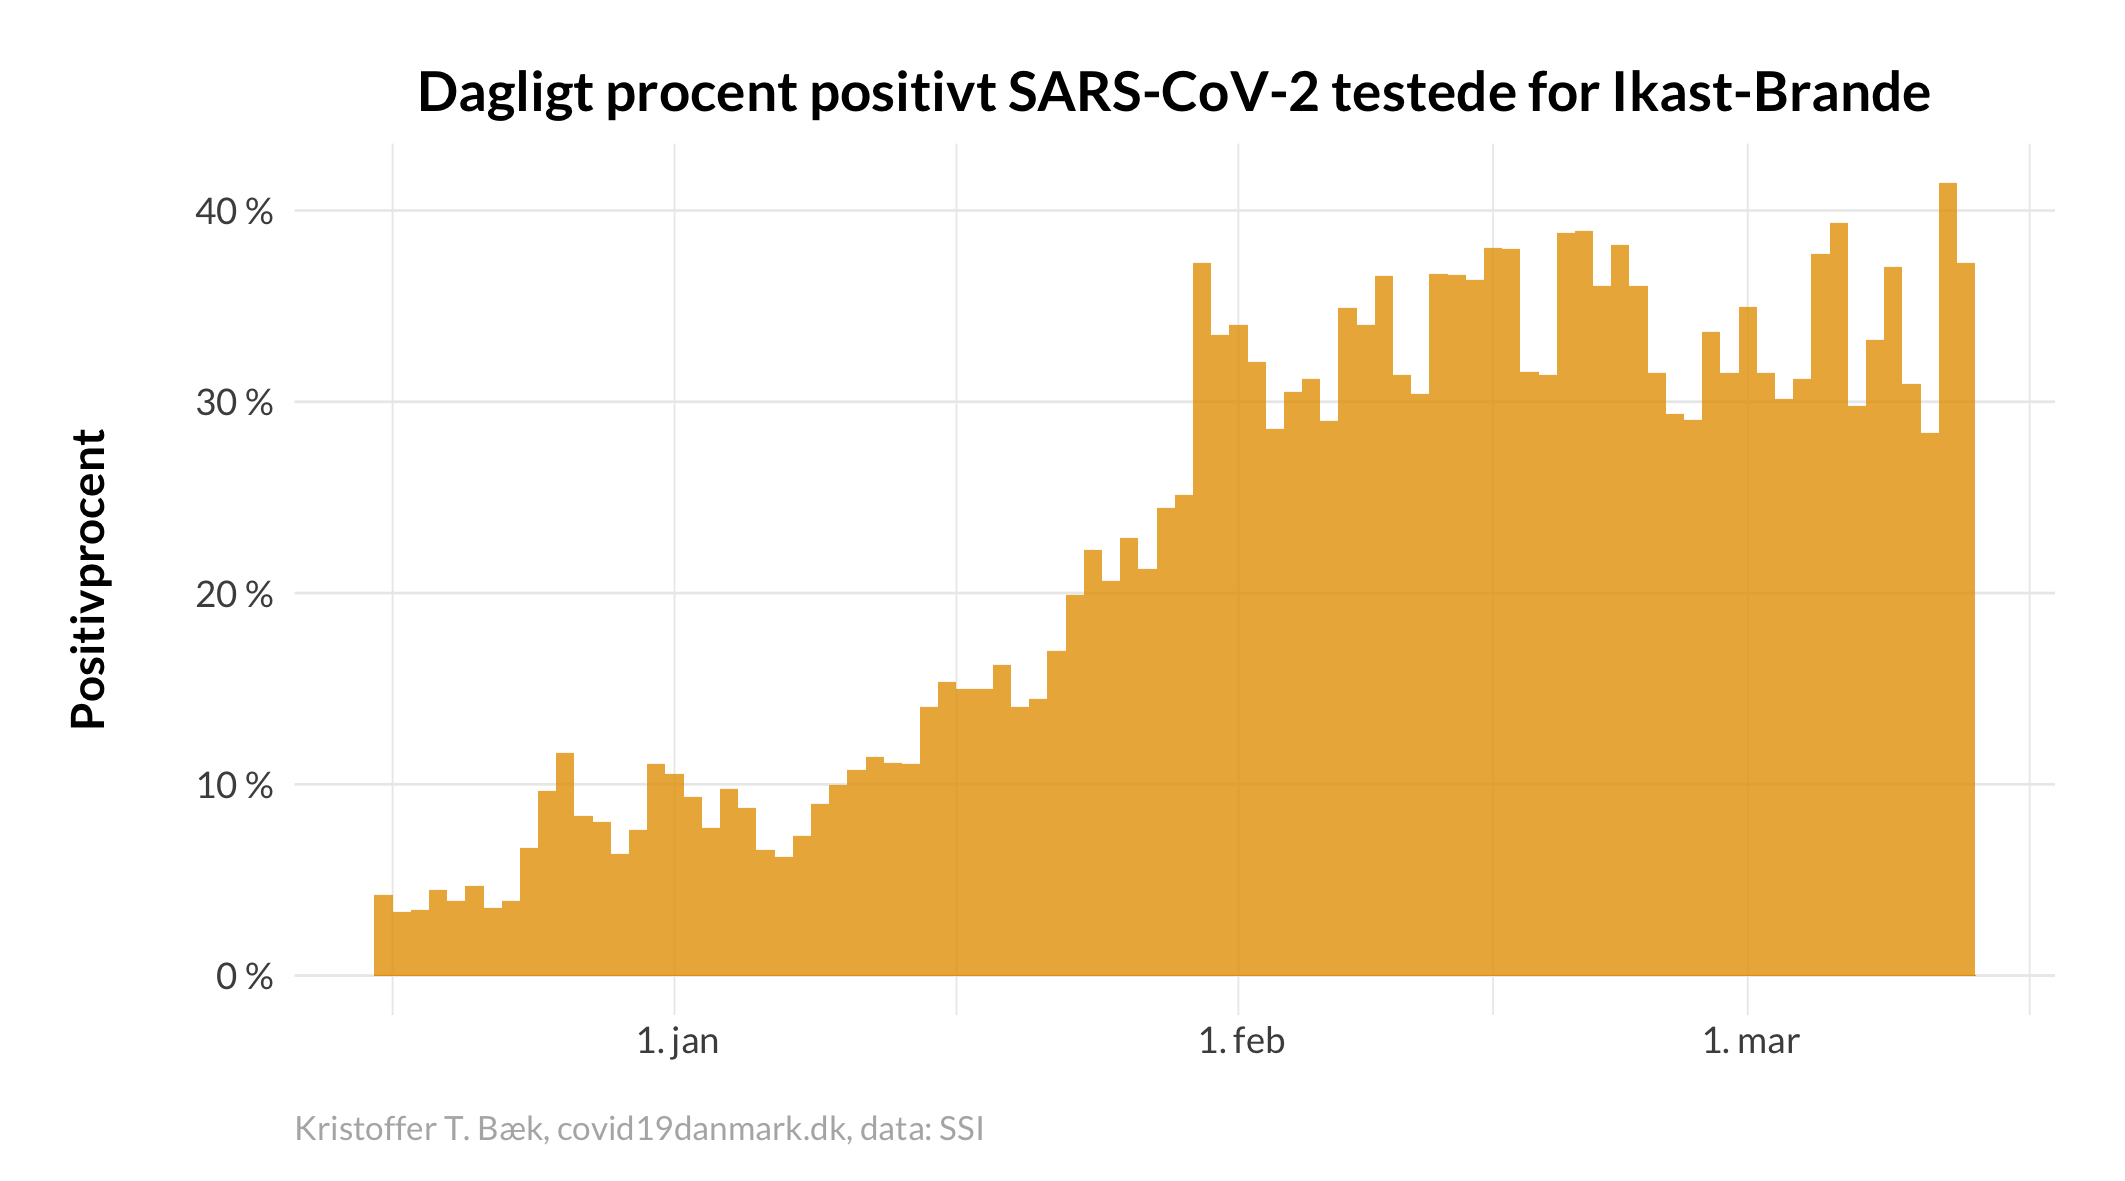 Dagligt procent positivt SARS-CoV-2 testede for Ikast-Brande
Positivprocent
40 %
30 %
20 %
10 %
0 %
1. jan
1. feb
1. mar
Kristoffer T. Bæk, covid19danmark.dk, data: SSI